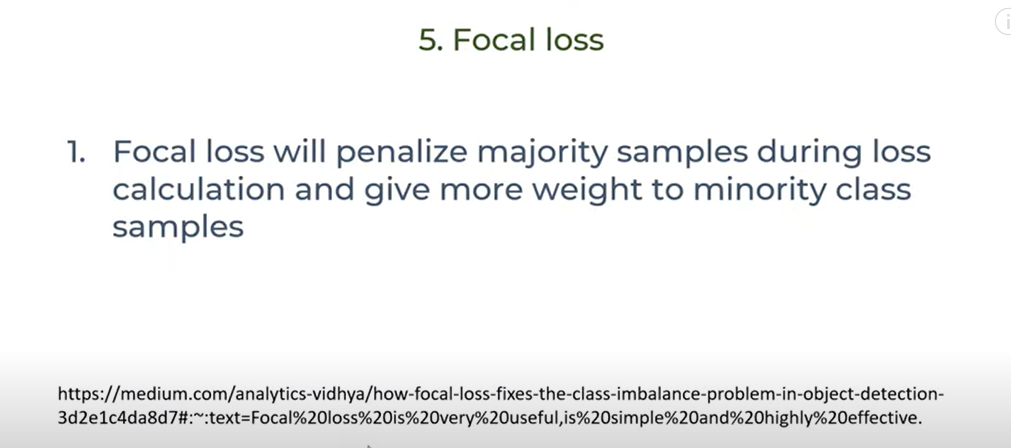 5. Focal loss
1. Focal loss will penalize majority samples during loss
calculation and give more weight to minority class
samples
https://medium.com/analytics-vidhya/how-focal-loss-fixes-the-class-imbalance-problem-in-object-detection-
3d2e1c4da8d7#:~:text=Focal%20loss%20is%20very%20useful,is%20simple%20and%20highly%20effective.